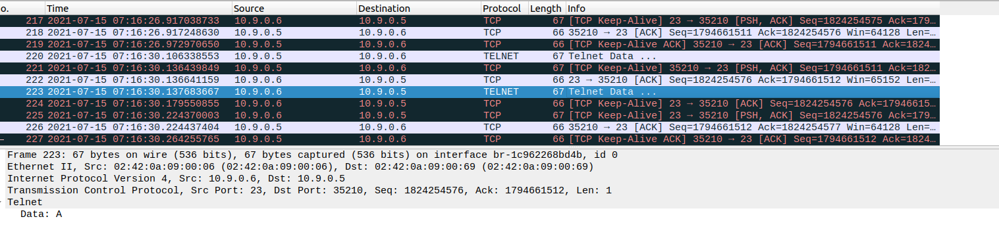 o. Time Source Destination Protocol Length Info
217 2021-07-15 07:16:26.917038733 10.9.0.6 10.9.0.5 TCP 67 [TCP Keep-Alive] 23 → 35210 [PSH, ACK] Seq=1824254575 Ack=179…
218 2021-07-15 07:16:26.917248630 10.9.0.5 10.9.0.6 TCP 66 35210 → 23 [ACK] Seq=1794661511 Ack=1824254576 Win=64128 Len=…
219 2021-07-15 07:16:26.972970650 10.9.0.5 10.9.0.6 TCP 66 [TCP Keep-Alive ACK] 35210 → 23 [ACK] Seq=1794661511 Ack=1824…
220 2021-07-15 07:16:30.106338553 10.9.0.5 10.9.0.6 TELNET 67 Telnet Data ...
221 2021-07-15 07:16:30.136439849 10.9.0.5 10.9.0.6 TCP 67 [TCP Keep-Alive] 35210 → 23 [PSH, ACK] Seq=1794661511 Ack=182…
222 2021-07-15 07:16:30.136641159 10.9.0.6 10.9.0.5 TCP 66 23 → 35210 [ACK] Seq=1824254576 Ack=1794661512 Win=65152 Len=…
223 2021-07-15 07:16:30.137683667 10.9.0.6 10.9.0.5 TELNET 67 Telnet Data ...
224 2021-07-15 07:16:30.179550855 10.9.0.6 10.9.0.5 TCP 66 [TCP Keep-Alive] 23 → 35210 [ACK] Seq=1824254576 Ack=17946615…
225 2021-07-15 07:16:30.224370003 10.9.0.6 10.9.0.5 TCP 67 [TCP Keep-Alive] 23 → 35210 [PSH, ACK] Seq=1824254576 Ack=179…
226 2021-07-15 07:16:30.224437404 10.9.0.5 10.9.0.6 TCP 66 35210 → 23 [ACK] Seq=1794661512 Ack=1824254577 Win=64128 Len=…
227 2021-07-15 07:16:30.264255765 10.9.0.5 10.9.0.6 TCP 66 [TCP Keep-Alive ACK] 35210 → 23 [ACK] Seq=1794661512 Ack=1824…
Frame 223: 67 bytes on wire (536 bits), 67 bytes captured (536 bits) on interface br-1c962268bd4b, id 0
Ethernet II, Src: 02:42:0a:09:00:06 (02:42:0a:09:00:06), Dst: 02:42:0a:09:00:69 (02:42:0a:09:00:69)
Internet Protocol Version 4, Src: 10.9.0.6, Dst: 10.9.0.5
Transmission Control Protocol, Src Port: 23, Dst Port: 35210, Seq: 1824254576, Ack: 1794661512, Len: 1
Telnet
Data: A